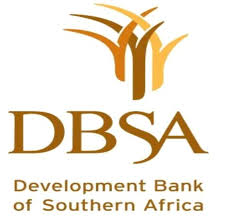 DBSA
Development Bank
of Southern Africa